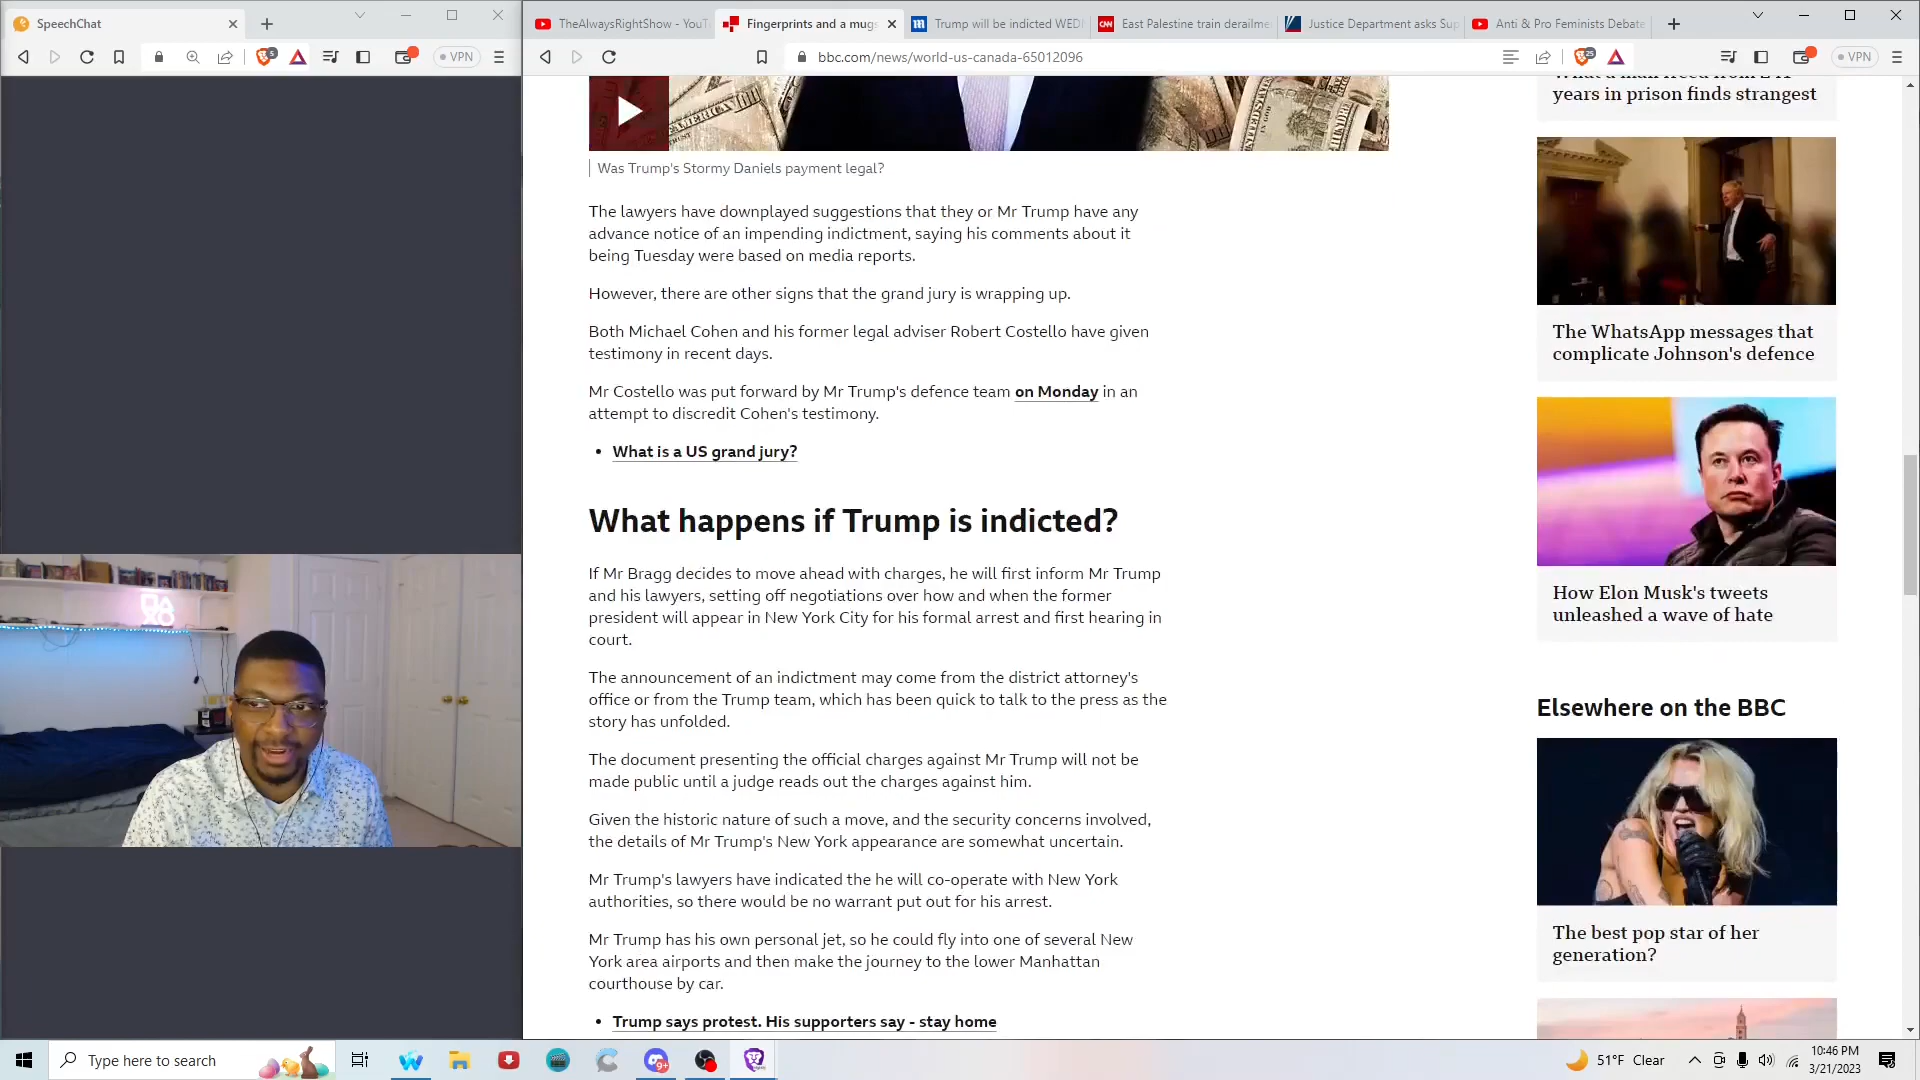 SpeechChat
TheAlwaysRightShow - YouT
Fingerprints and a mugs
Trump will be indicted WED
East Palestine train derailme
Justice Department asks Sup
Anti & Pro Feminists Debate
5
VPN
bbc.com/news/world-us-canada-65012096
25
VPN
years in prison finds strangest
Was Trump's Stormy Daniels payment legal?
The lawyers have downplayed suggestions that they or Mr Trump have any
advance notice of an impending indictment, saying his comments about it
being Tuesday were based on media reports.
However, there are other signs that the grand jury is wrapping up.
Both Michael Cohen and his former legal adviser Robert Costello have given
testimony in recent days.
Mr Costello was put forward by Mr Trump's defence team on Monday in an
attempt to discredit Cohen's testimony.
• What is a US grand jury?
What happens if Trump is indicted?
If Mr Bragg decides to move ahead with charges, he will first inform Mr Trump
and his lawyers, setting off negotiations over how and when the former
president will appear in New York City for his formal arrest and first hearing in
court.
The announcement of an indictment may come from the district attorney's
office or from the Trump team, which has been quick to talk to the press as the
story has unfolded.
The document presenting the official charges against Mr Trump will not be
made public until a judge reads out the charges against him.
Given the historic nature of such a move, and the security concerns involved,
the details of Mr Trump's New York appearance are somewhat uncertain.
Mr Trump's lawyers have indicated the he will co-operate with New York
authorities, so there would be no warrant put out for his arrest.
Mr Trump has his own personal jet, so he could fly into one of several New
York area airports and then make the journey to the lower Manhattan
courthouse by car.
• Trump says protest. His supporters say - stay home
The WhatsApp messages that
complicate Johnson's defence
How Elon Musk's tweets
unleashed a wave of hate
Elsewhere on the BBC
The best pop star of her
generation?
Type here to search
9+
51°F Clear
10:46 PM
3/21/2023